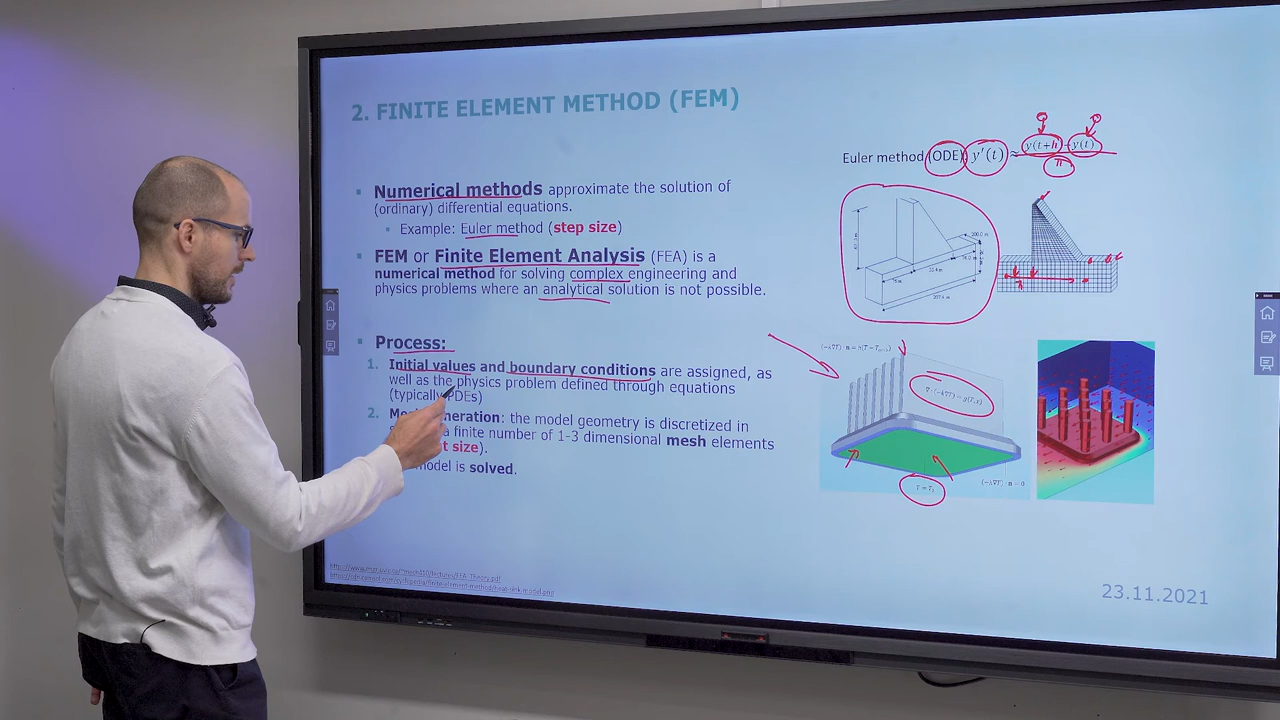 2. FINITE ELEMENT METHOD (FEM)
Numerical methods approximate the solution of
(ordinary) differential equations.
Example: Euler method (step size)
FEM or Finite Element Analysis (FEA) is a
numerical method for solving complex engineering and
physics problems where an analytical solution is not possible.
Process:
1. Initial values and boundary conditions are assigned, as
well as the physics problem defined through equations
(typically PDEs)
2. generation: the model geometry is discretized in
a finite number of 1-3 dimensional mesh elements
size).
model is solved.
Euler method (ODE) y'(t) ≈ y(t+h) - y(t)
h
(-k∇T) · n = 0
T = T₀
23.11.2021